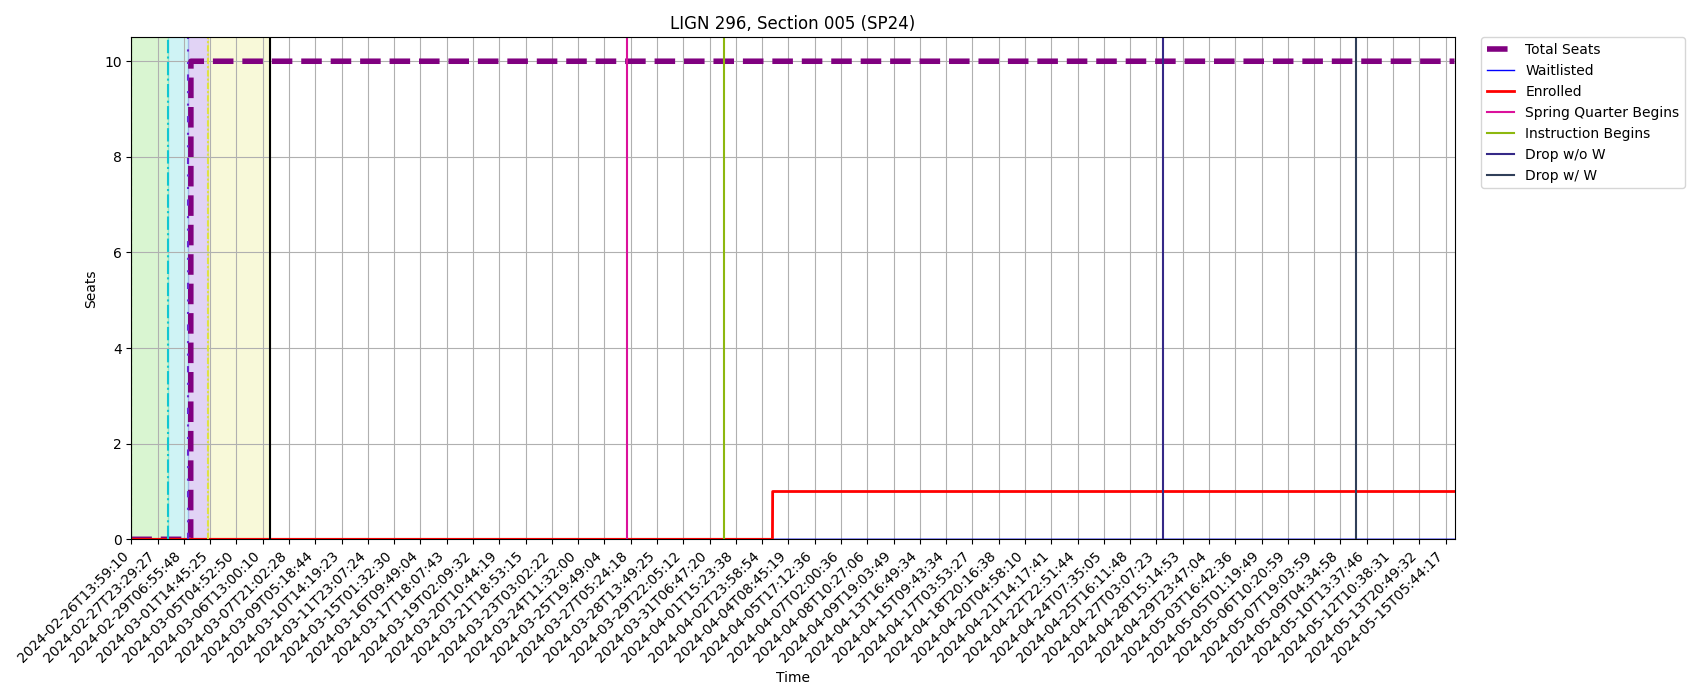 LIGN 296, Section 005 (SP24)
Total Seats
Waitlisted
Enrolled
Spring Quarter Begins
Instruction Begins
Drop w/o W
Drop w/ W
Seats
10
8
6
4
2
0
2024-02-26T13:59:10
2024-02-27T23:29:27
2024-02-29T06:55:48
2024-03-01T14:45:25
2024-03-05T04:52:50
2024-03-06T13:00:10
2024-03-07T21:02:28
2024-03-09T05:18:44
2024-03-10T14:19:23
2024-03-11T23:07:24
2024-03-15T01:32:30
2024-03-16T09:49:04
2024-03-17T18:07:43
2024-03-19T02:09:32
2024-03-20T10:44:19
2024-03-21T18:53:15
2024-03-23T03:02:22
2024-03-24T11:32:00
2024-03-25T19:49:04
2024-03-27T05:24:18
2024-03-28T13:49:25
2024-03-29T22:05:12
2024-03-31T06:47:20
2024-04-01T15:23:38
2024-04-02T23:58:54
2024-04-04T08:45:19
2024-04-05T17:12:36
2024-04-07T02:00:36
2024-04-08T10:27:06
2024-04-09T19:03:49
2024-04-13T16:49:34
2024-04-15T09:43:34
2024-04-17T03:53:27
2024-04-18T20:16:38
2024-04-20T04:58:10
2024-04-21T14:17:41
2024-04-22T22:51:44
2024-04-24T07:35:05
2024-04-25T16:11:48
2024-04-27T03:07:23
2024-04-28T15:14:53
2024-04-29T23:47:04
2024-05-03T16:42:36
2024-05-05T01:19:49
2024-05-06T10:20:59
2024-05-07T19:03:59
2024-05-09T04:34:58
2024-05-10T13:37:46
2024-05-12T10:38:31
2024-05-13T20:49:32
2024-05-15T05:44:17
Time